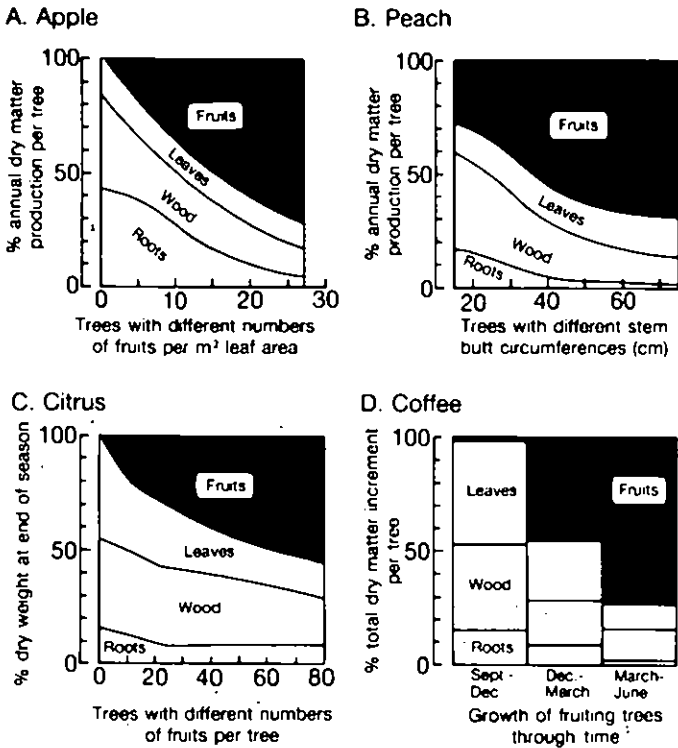 A. Apple
% annual dry matter
production per tree
100
50
0
Fruits
Leaves
Wood
Roots
0
10
20
30
Trees with different numbers
of fruits per m² leaf area
B. Peach
% annual dry matter
production per tree
100
50
0
Fruits
Leaves
Wood
Roots
20
40
60
Trees with different stem
butt circumferences (cm)
C. Citrus
% dry weight at end of season
100
50
0
Fruits
Leaves
Wood
Roots
0
20
40
60
80
Trees with different numbers
of fruits per tree
D. Coffee
% total dry matter increment
per tree
100
50
0
Leaves
Wood
Roots
Fruits
Sept -
Dec
Dec.-
March
March-
June
Growth of fruiting trees
through time